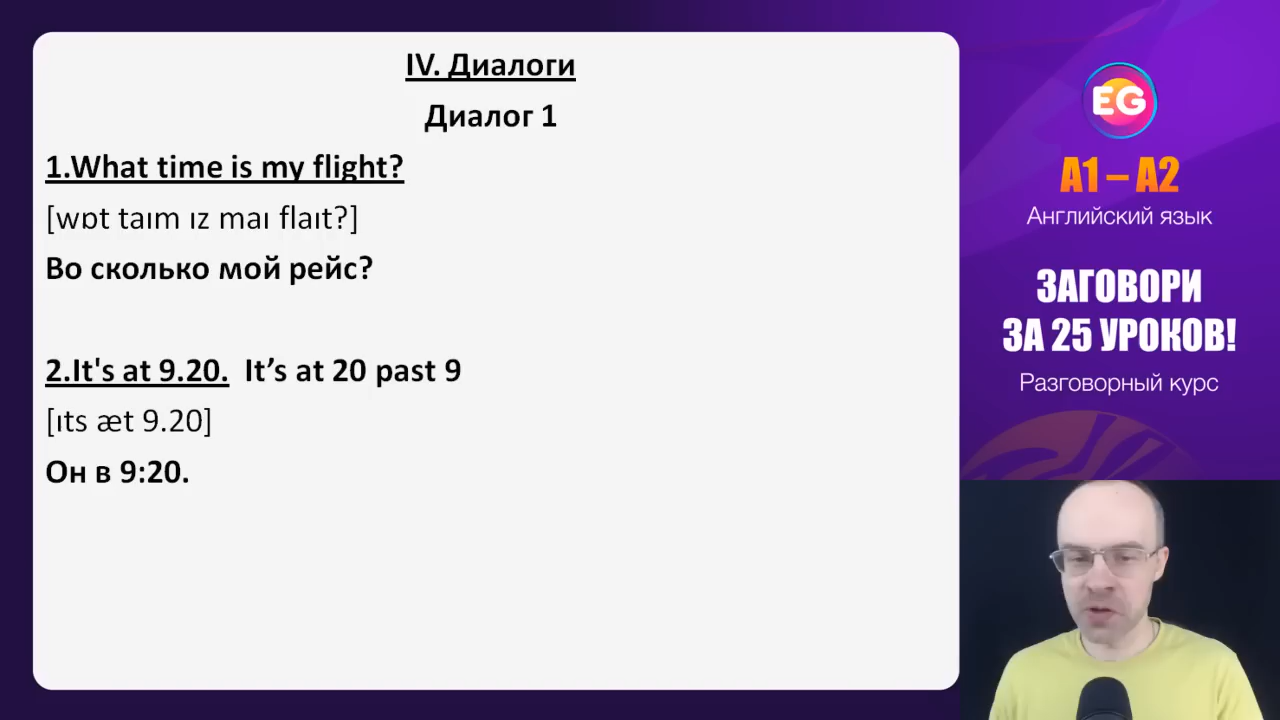 IV. Диалоги
Диалог 1
1.What time is my flight?
[wɒt taɪm ɪz maɪ flaɪt?]
Во сколько мой рейс?
2.It's at 9.20.  It’s at 20 past 9
[ɪts æt 9.20]
Он в 9:20.
EG
A1 – A2
Английский язык
ЗАГОВОРИ
ЗА 25 УРОКОВ!
Разговорный курс